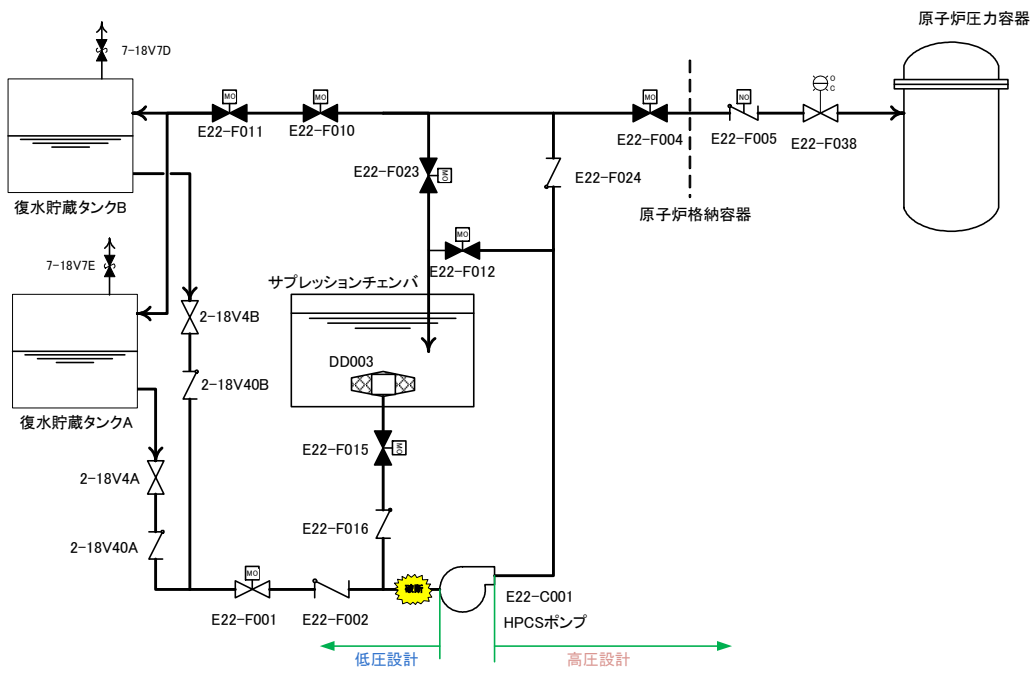 原子炉圧力容器
7-18V7D
MO
MO
MO
NO
O
C
E22-F011
E22-F010
E22-F004
E22-F005
E22-F038
E22-F023
MO
E22-F024
復水貯蔵タンクB
原子炉格納容器
MO
7-18V7E
E22-F012
サプレッションチェンバ
2-18V4B
DD003
2-18V40B
復水貯蔵タンクA
E22-F015
MO
2-18V4A
E22-F016
2-18V40A
MO
破断
E22-C001
E22-F001
E22-F002
HPCSポンプ
低圧設計
高圧設計